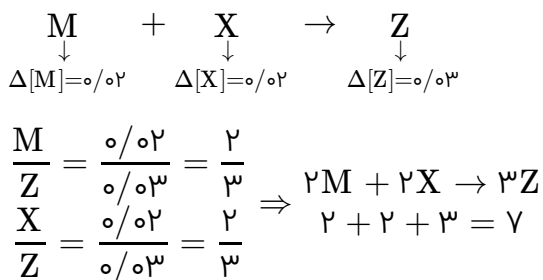 M + X → Z
↓ ↓ ↓
Δ[M]=۰/۰۲ Δ[X]=۰/۰۲ Δ[Z]=۰/۰۳
M/Z = ۰/۰۲ / ۰/۰۳ = ۲/۳
X/Z = ۰/۰۲ / ۰/۰۳ = ۲/۳
⇒ ۲M + ۲X → ۳Z
۲ + ۲ + ۳ = ۷